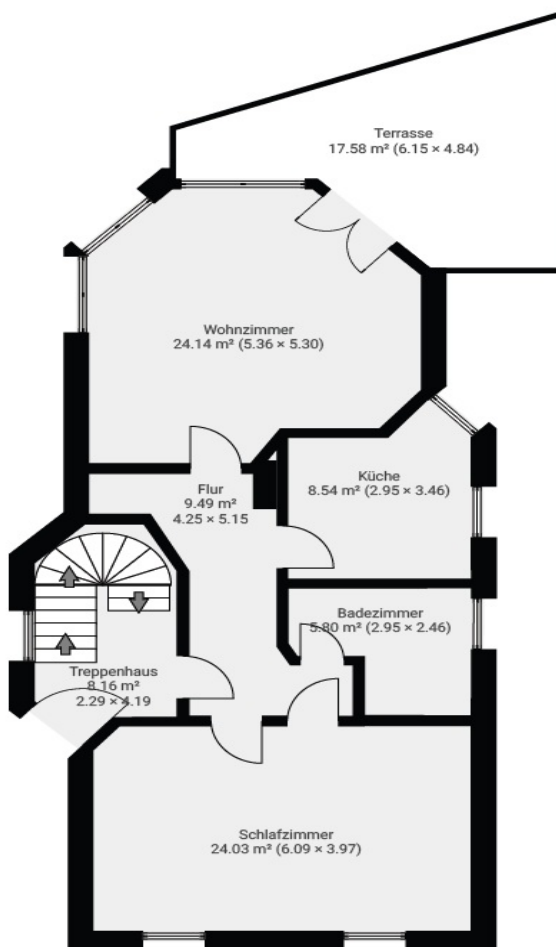 Terrasse
17.58 m² (6.15 × 4.84)
Wohnzimmer
24.14 m² (5.36 × 5.30)
Küche
8.54 m² (2.95 × 3.46)
Flur
9.49 m²
4.25 × 5.15
Badezimmer
5.80 m² (2.95 × 2.46)
Treppenhaus
8.16 m²
2.29 × 4.19
Schlafzimmer
24.03 m² (6.09 × 3.97)